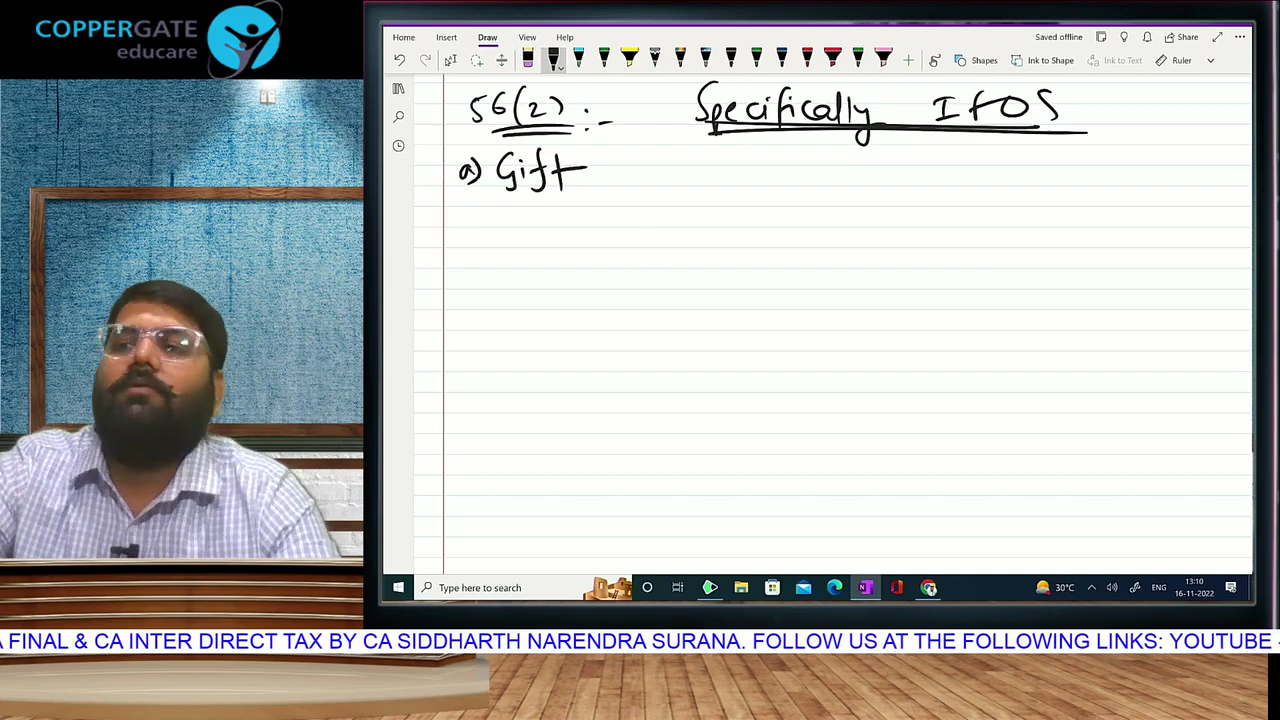 COPPERGATE
educare
Home Insert Draw View Help
Saved offline
Share
Shapes
Ink to Shape
Ink to Text
Ruler
56(2) :- Specifically IFOS
a) Gift
Type here to search
30°C
ENG
13:10
16-11-2022
A FINAL & CA INTER DIRECT TAX BY CA SIDDHARTH NARENDRA SURANA. FOLLOW US AT THE FOLLOWING LINKS: YOUTUBE -